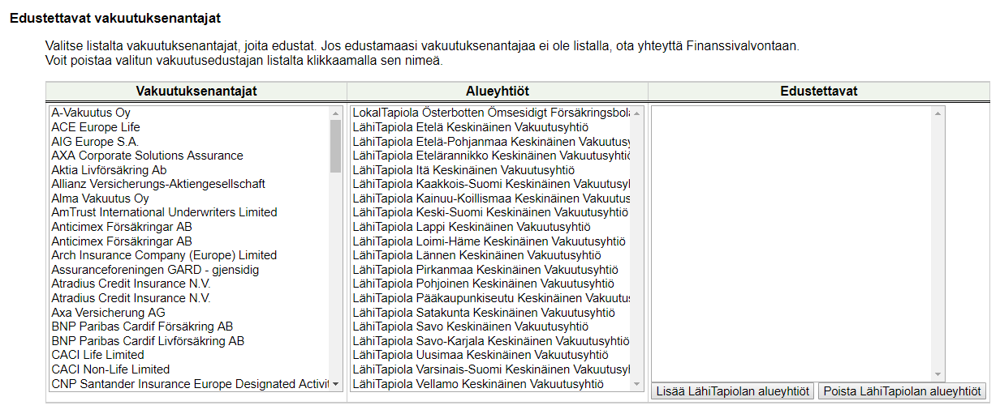 Edustettavat vakuutuksenantajat
Valitse listalta vakuutuksenantajat, joita edustat. Jos edustamaasi vakuutuksenantajaa ei ole listalla, ota yhteyttä Finanssivalvontaan.
Voit poistaa valitun vakuutusedustajan listalta klikkaamalla sen nimeä.
Vakuutuksenantajat
A-Vakuutus Oy
ACE Europe Life
AIG Europe S.A.
AXA Corporate Solutions Assurance
Aktia Livförsäkring Ab
Allianz Versicherungs-Aktiengesellschaft
Alma Vakuutus Oy
AmTrust International Underwriters Limited
Anticimex Försäkringar AB
Anticimex Försäkringar AB
Arch Insurance Company (Europe) Limited
Assuranceforeningen GARD - gjensidig
Atradius Credit Insurance N.V.
Atradius Credit Insurance N.V.
Axa Versicherung AG
BNP Paribas Cardif Försäkring AB
BNP Paribas Cardif Livförsäkring AB
CACI Life Limited
CACI Non-Life Limited
CNP Santander Insurance Europe Designated Activit
Alueyhtiöt
LokalTapiola Österbotten Ömsesidigt Försäkringsbola
LähiTapiola Etelä Keskinäinen Vakuutusyhtiö
LähiTapiola Etelä-Pohjanmaa Keskinäinen Vakuutusy
LähiTapiola Etelärannikko Keskinäinen Vakuutusyhtiö
LähiTapiola Itä Keskinäinen Vakuutusyhtiö
LähiTapiola Kaakkois-Suomi Keskinäinen Vakuutusyl
LähiTapiola Kainuu-Koillismaa Keskinäinen Vakuutus
LähiTapiola Keski-Suomi Keskinäinen Vakuutusyhtiö
LähiTapiola Lappi Keskinäinen Vakuutusyhtiö
LähiTapiola Loimi-Häme Keskinäinen Vakuutusyhtiö
LähiTapiola Lännen Keskinäinen Vakuutusyhtiö
LähiTapiola Pirkanmaa Keskinäinen Vakuutusyhtiö
LähiTapiola Pohjoinen Keskinäinen Vakuutusyhtiö
LähiTapiola Pääkaupunkiseutu Keskinäinen Vakuutus
LähiTapiola Satakunta Keskinäinen Vakuutusyhtiö
LähiTapiola Savo Keskinäinen Vakuutusyhtiö
LähiTapiola Savo-Karjala Keskinäinen Vakuutusyhtiö
LähiTapiola Uusimaa Keskinäinen Vakuutusyhtiö
LähiTapiola Varsinais-Suomi Keskinäinen Vakuutusyhl
LähiTapiola Vellamo Keskinäinen Vakuutusyhtiö
Edustettavat
Lisää LähiTapiolan alueyhtiöt
Poista LähiTapiolan alueyhtiöt